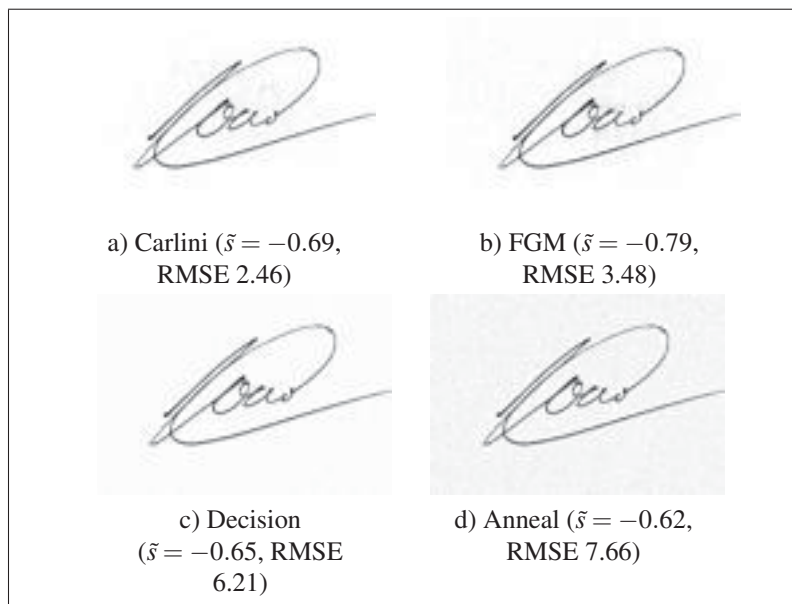 a) Carlini (s̃ = −0.69,
RMSE 2.46)
b) FGM (s̃ = −0.79,
RMSE 3.48)
c) Decision
(s̃ = −0.65, RMSE
6.21)
d) Anneal (s̃ = −0.62,
RMSE 7.66)